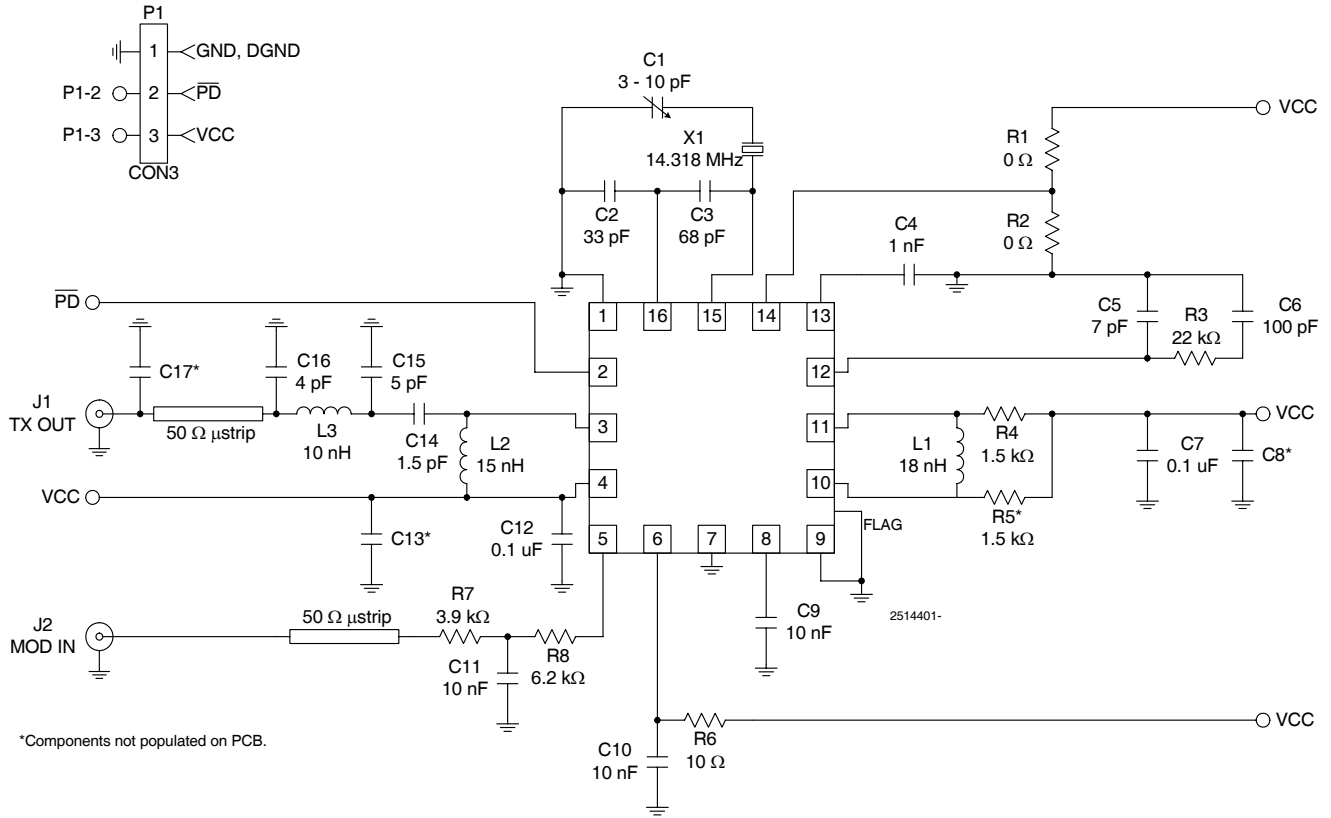 P1
1
GND, DGND
P1-2
2
PD
P1-3
3
VCC
CON3
C1
3 - 10 pF
X1
14.318 MHz
C2
33 pF
C3
68 pF
VCC
R1
0 Ω
R2
0 Ω
C4
1 nF
PD
1
16
15
14
13
C5
7 pF
R3
22 kΩ
C6
100 pF
C17*
C16
4 pF
C15
5 pF
2
12
J1
TX OUT
50 Ω μstrip
L3
10 nH
C14
1.5 pF
L2
15 nH
3
11
L1
18 nH
R4
1.5 kΩ
VCC
C7
0.1 uF
C8*
VCC
4
10
R5*
1.5 kΩ
C13*
C12
0.1 uF
5
6
7
8
9
FLAG
J2
MOD IN
50 Ω μstrip
R7
3.9 kΩ
C11
10 nF
R8
6.2 kΩ
C9
10 nF
2514401-
*Components not populated on PCB.
C10
10 nF
R6
10 Ω
VCC